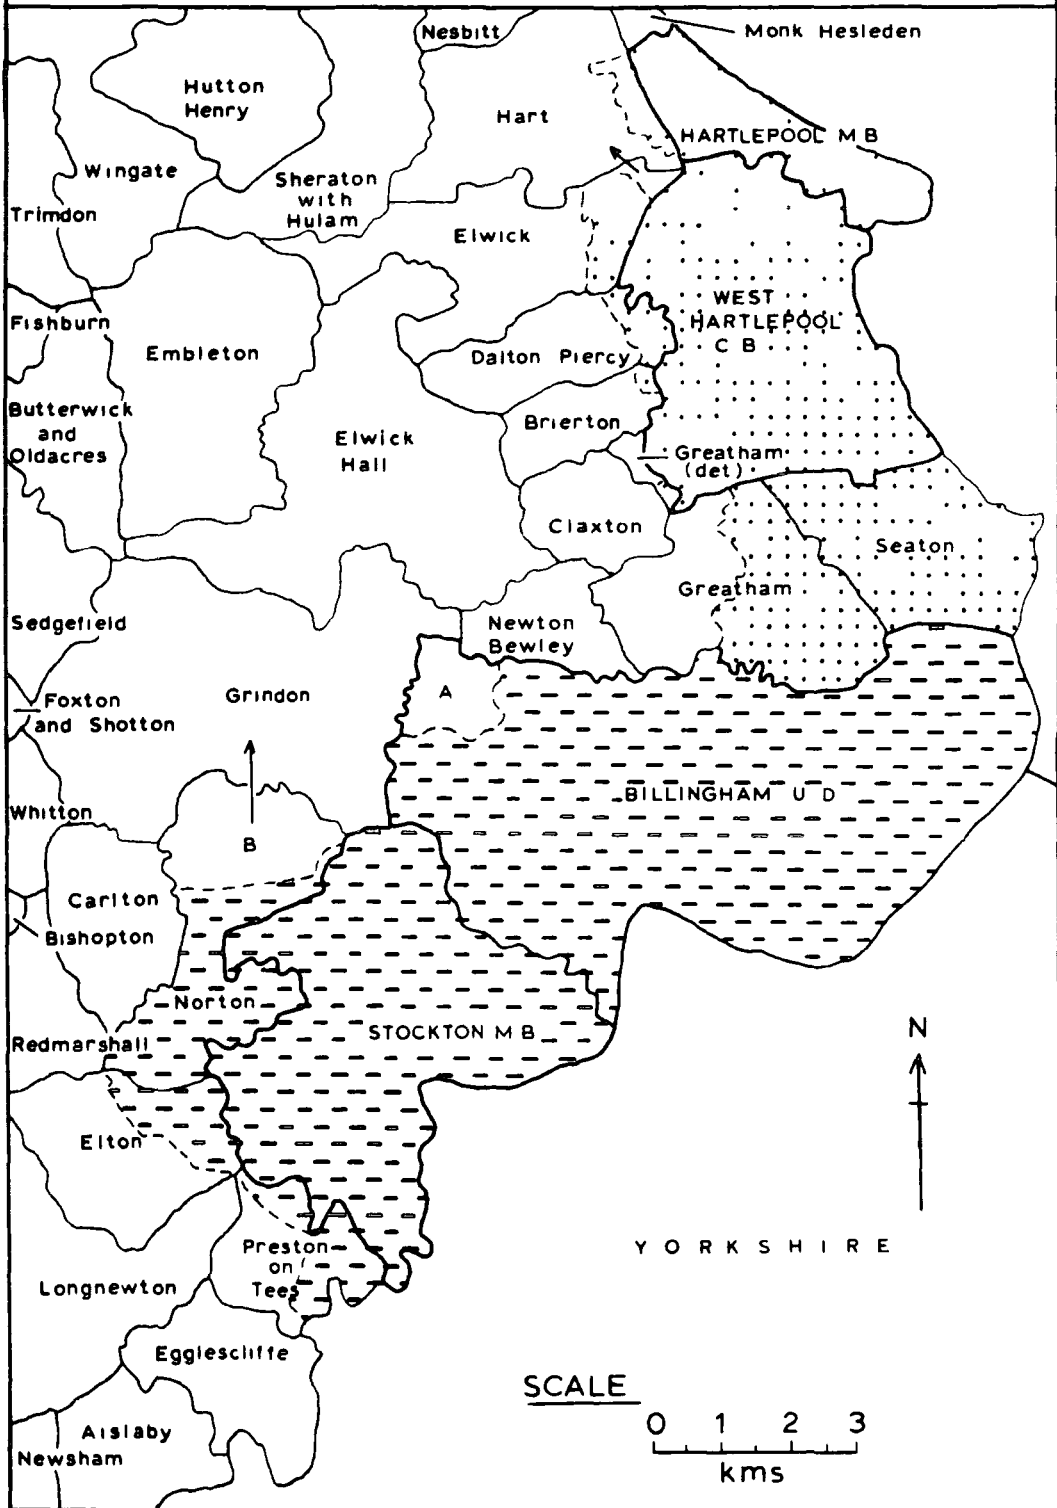 Nesbitt
Monk Hesleden
Hutton
Henry
Hart
HARTLEPOOL M B
Wingate
Sheraton
with
Hulam
Trimdon
Elwick
WEST
HARTLEPOOL
C B
Fishburn
Embleton
Dalton Piercy
Butterwick
and
Oldacres
Elwick
Hall
Brierton
Greatham
(det)
Claxton
Seaton
Greatham
Sedgefield
Newton
Bewley
A
Grindon
Foxton
and Shotton
BILLINGHAM U D
Whitton
B
Carlton
Bishopton
Norton
STOCKTON M B
N
Redmarshall
Elton
YORKSHIRE
Preston
on
Tees
Longnewton
Egglescliffe
SCALE
Aislaby
0 1 2 3
Newsham
kms